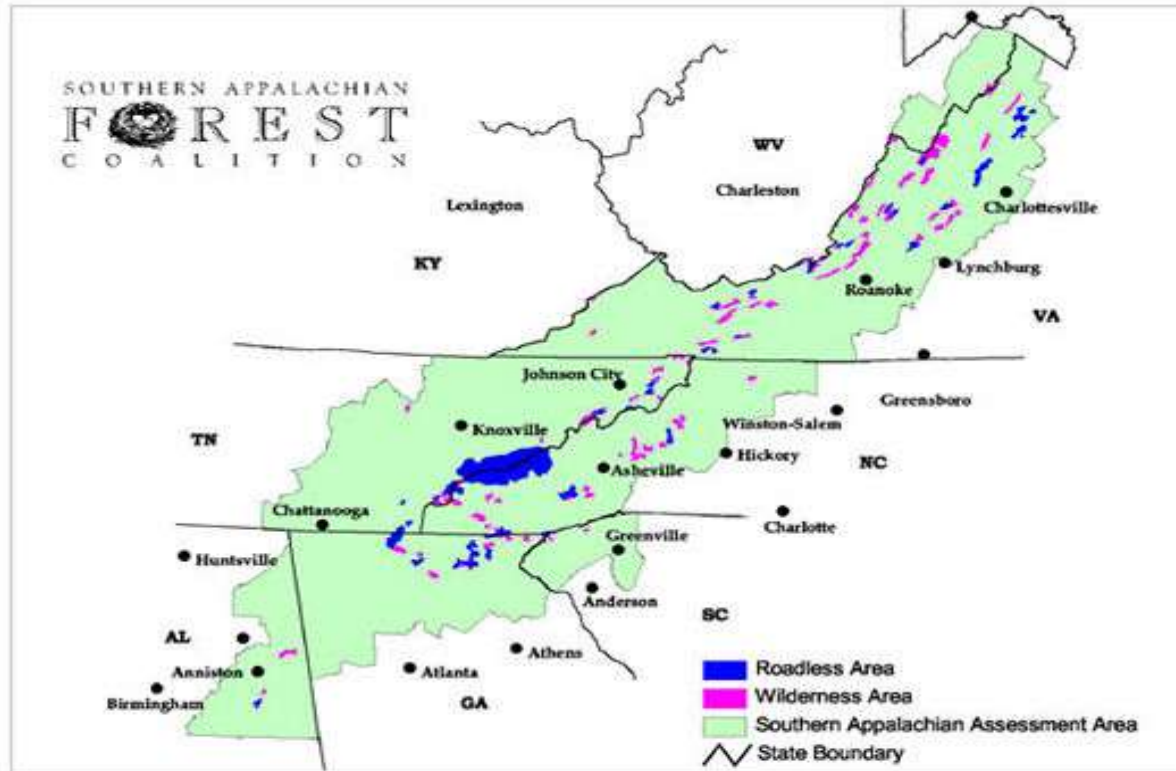 SOUTHERN APPALACHIAN
FOREST
COALITION
WV
Charleston
Lexington
Charlottesville
KY
Lynchburg
Roanoke
VA
Johnson City
Greensboro
Winston-Salem
Knoxville
TN
Hickory
NC
Asheville
Chattanooga
Charlotte
Greenville
Huntsville
Anderson
SC
AL
Athens
Anniston
Atlanta
Birmingham
GA
Roadless Area
Wilderness Area
Southern Appalachian Assessment Area
State Boundary